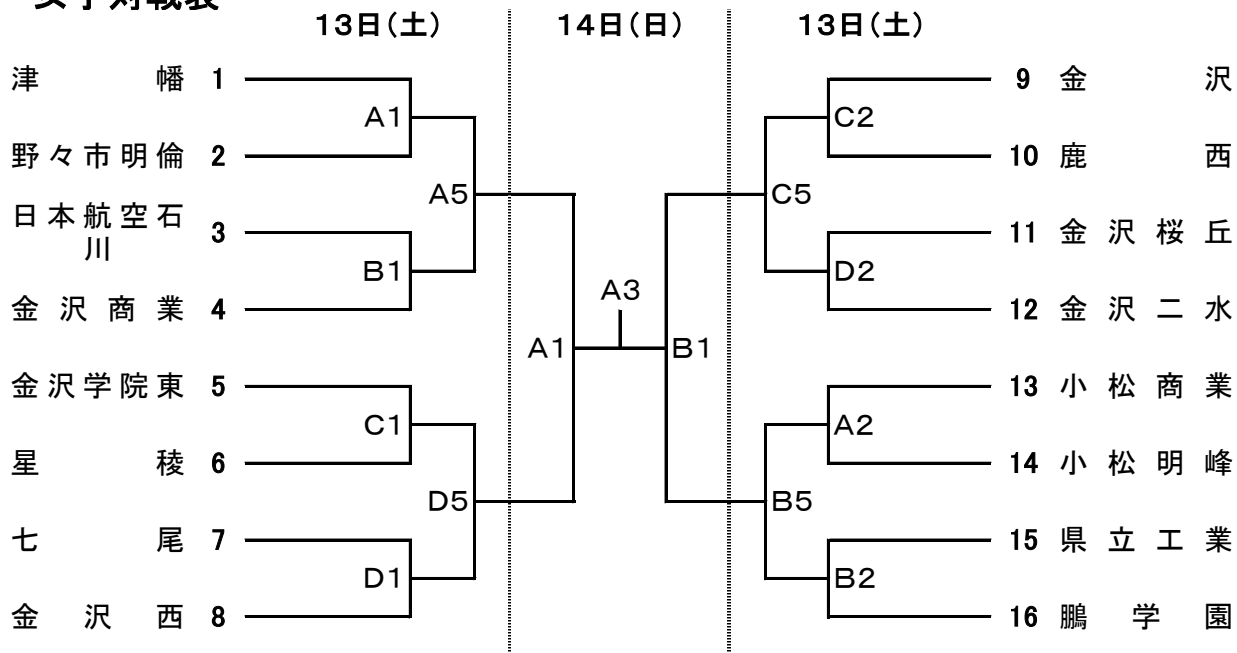 女子対戦表
13日(土) 14日(日) 13日(土)
津幡 1
A1
野々市明倫 2
A5
日本航空石川 3
B1
金沢商業 4
金沢学院東 5
C1
星稜 6
D5
七尾 7
D1
金沢西 8
A1
A3
B1
9 金沢
C2
10 鹿西
C5
11 金沢桜丘
D2
12 金沢二水
13 小松商業
A2
14 小松明峰
B5
15 県立工業
B2
16 鵬学園